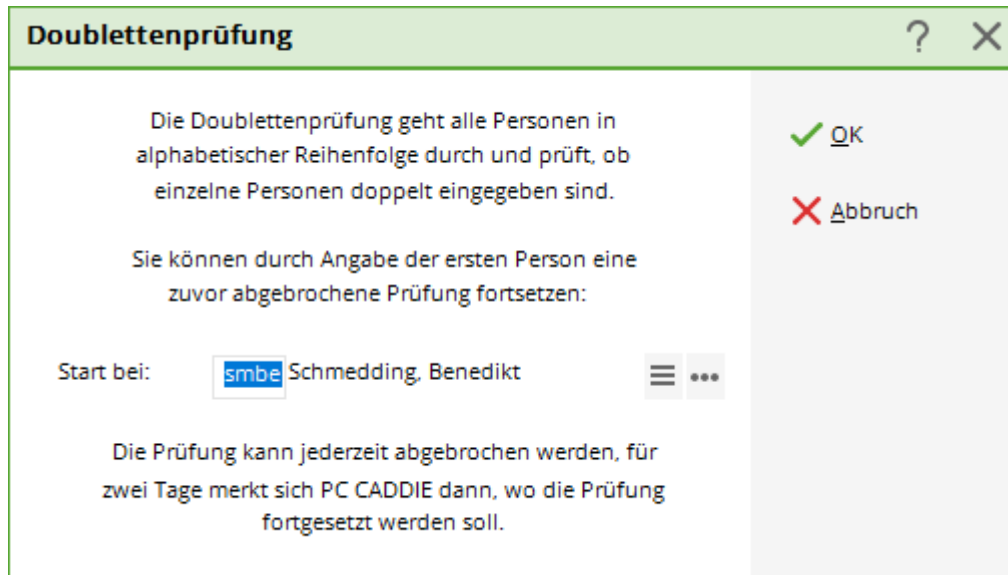 Doublettenprüfung
Die Doublettenprüfung geht alle Personen in
alphabetischer Reihenfolge durch und prüft, ob
einzelne Personen doppelt eingegeben sind.
Sie können durch Angabe der ersten Person eine
zuvor abgebrochene Prüfung fortsetzen:
Start bei: smbe Schmedding, Benedikt
Die Prüfung kann jederzeit abgebrochen werden, für
zwei Tage merkt sich PC CADDIE dann, wo die Prüfung
fortgesetzt werden soll.
OK
Abbruch